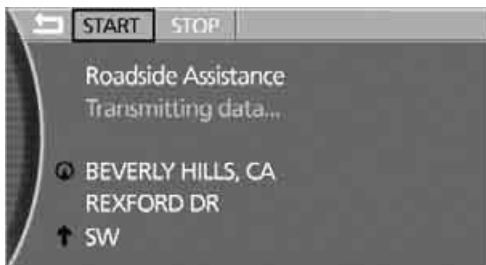 START STOP
Roadside Assistance
Transmitting data...
BEVERLY HILLS, CA
REXFORD DR
SW